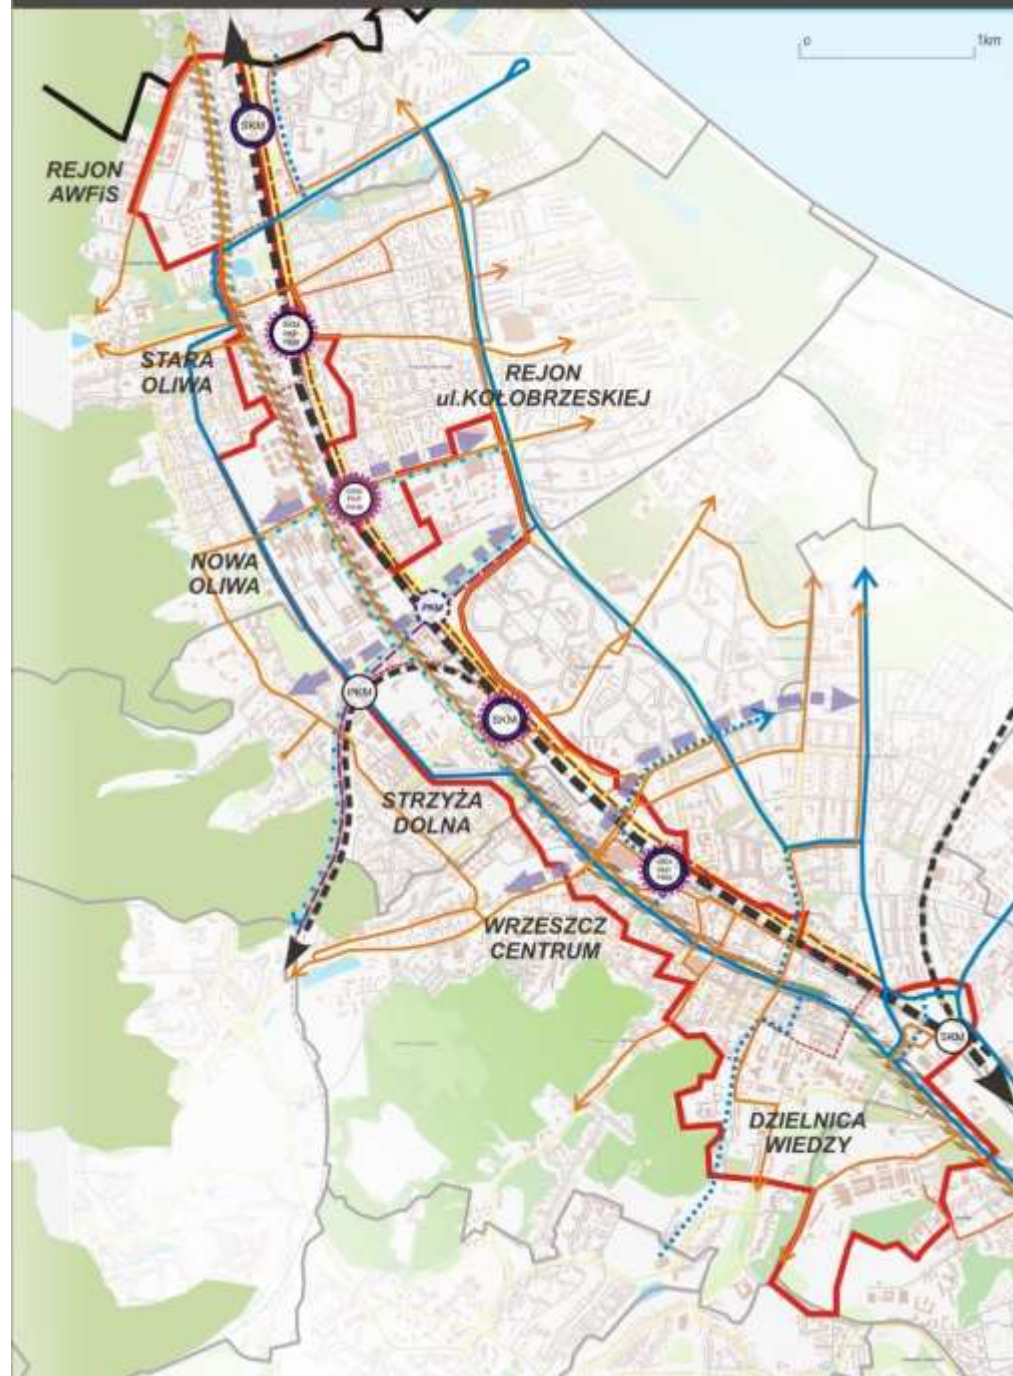 0
1km
SKM
REJON
AWFiS
STARA
OLIWA
REJON
ul.KOŁOBRZESKIEJ
NOWA
OLIWA
PKM
PKM
SKM
STRZYŻA
DOLNA
WRZESZCZ
CENTRUM
SKM
DZIELNICA
WIEDZY